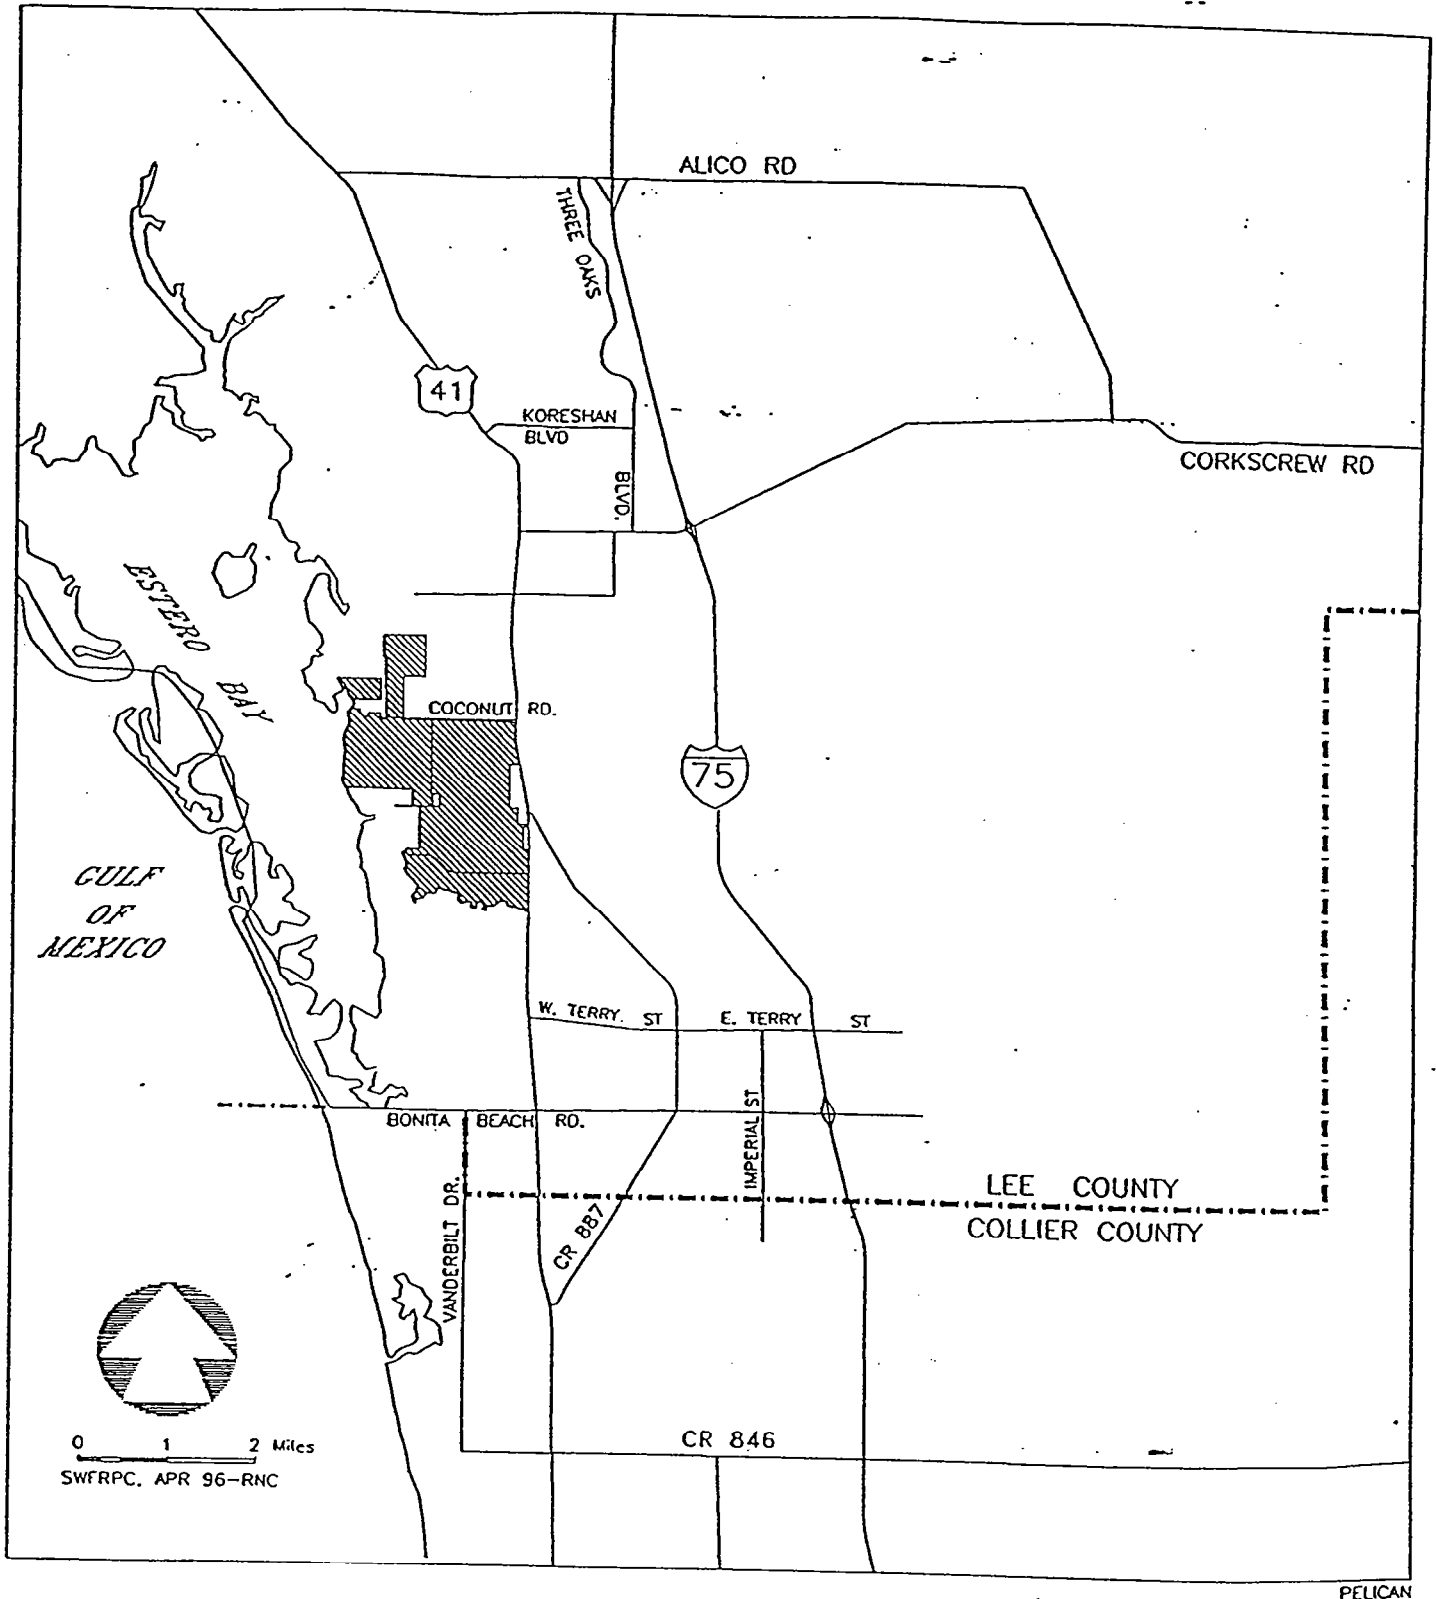 ALICO RD
THREE OAKS
41
KORESHAN
BLVD
BLVD.
CORKSCREW RD
ESTERO
BAY
COCONUT RD.
75
GULF
OF
MEXICO
W. TERRY. ST
E. TERRY ST
BONITA BEACH RD.
IMPERIAL ST
VANDERBILT DR.
LEE COUNTY
COLLIER COUNTY
CR 887
CR 846
0 1 2 Miles
SWFRPC. APR 96-RNC
PELICAN